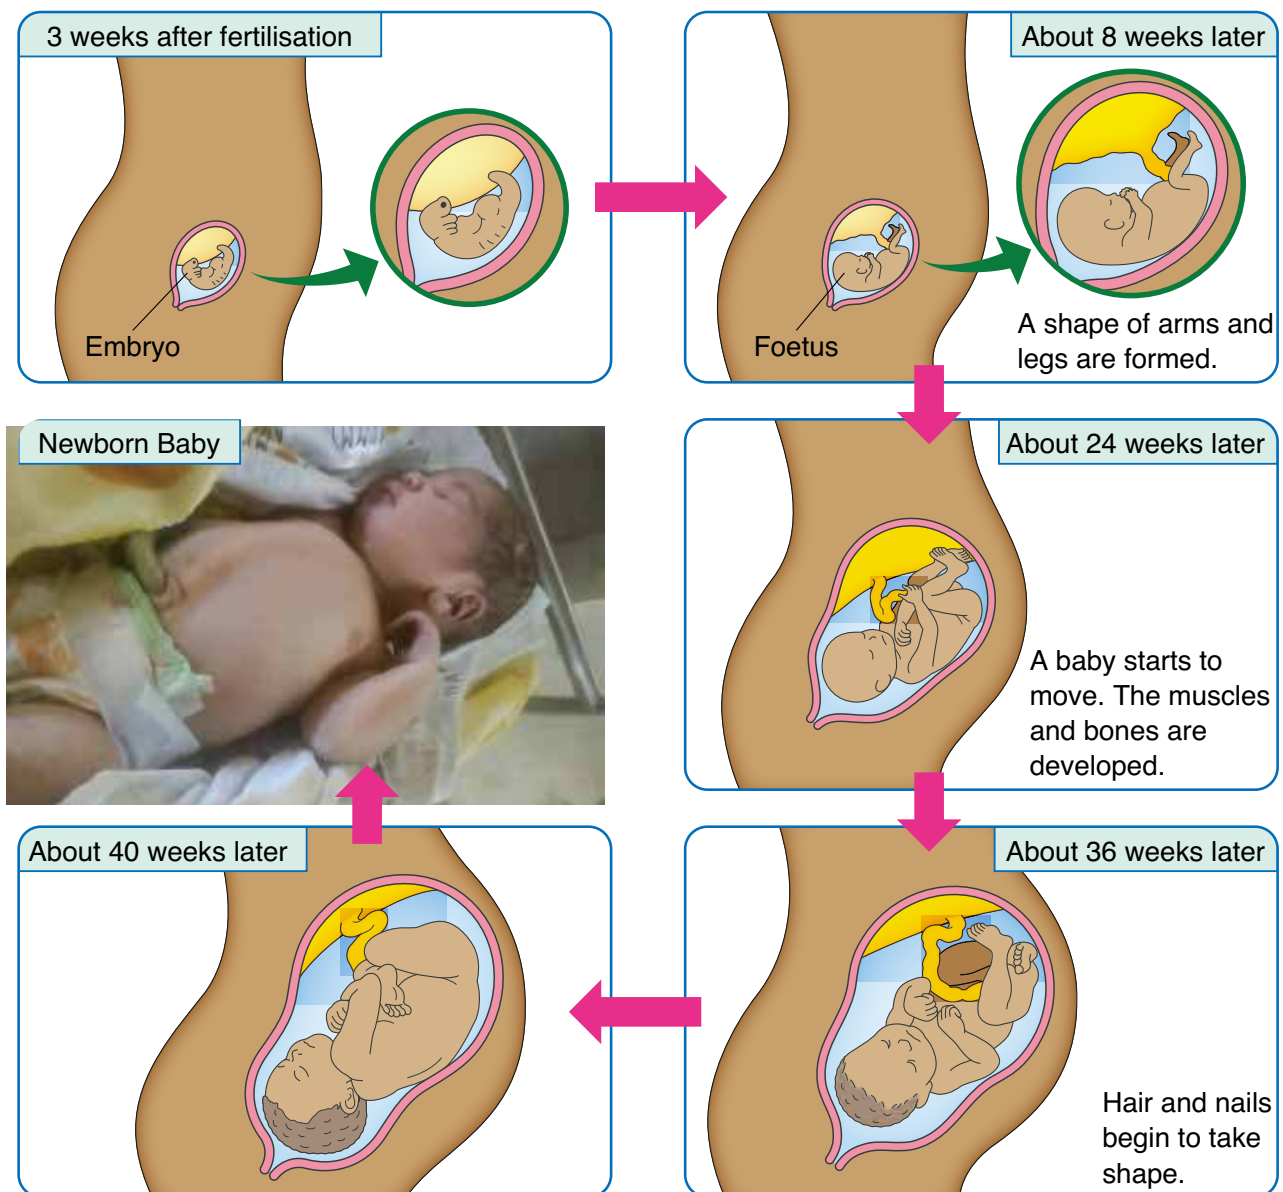 3 weeks after fertilisation
Embryo
About 8 weeks later
Foetus
A shape of arms and
legs are formed.
About 24 weeks later
A baby starts to
move. The muscles
and bones are
developed.
About 36 weeks later
Hair and nails
begin to take
shape.
About 40 weeks later
Newborn Baby